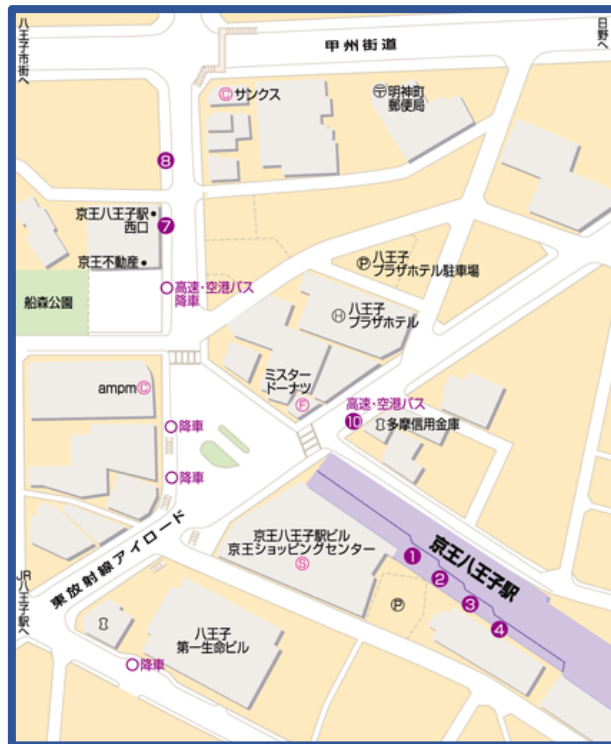 八王子市街へ
甲州街道
日野へ
Ⓒサンクス
〒明神町
郵便局
8
京王八王子駅•
西口
7
京王不動産•
船森公園
高速・空港バス
降車
Ⓟ八王子
プラザホテル駐車場
Ⓗ八王子
プラザホテル
ミスター
ドーナツ
Ⓕ
ampmⒸ
高速・空港バス
10
多摩信用金庫
降車
降車
京王八王子駅ビル
京王ショッピングセンター
Ⓢ
京王八王子駅
1
2
3
4
Ⓟ
東放射線アイロード
JR八王子駅へ
八王子
第一生命ビル
降車